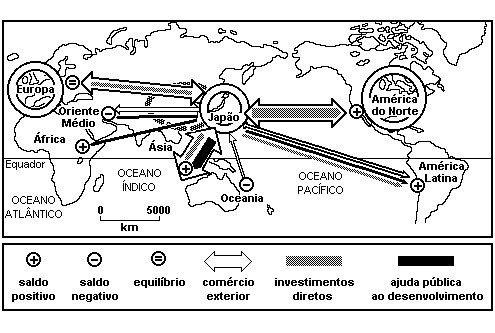 Europa
Oriente
Médio
África
Equador
Ásia
Japão
América
do Norte
América
Latina
Oceania
OCEANO
ÍNDICO
OCEANO
ATLÂNTICO
OCEANO
PACÍFICO
0 5000
km
saldo
positivo
saldo
negativo
equilíbrio
comércio
exterior
investimentos
diretos
ajuda pública
ao desenvolvimento